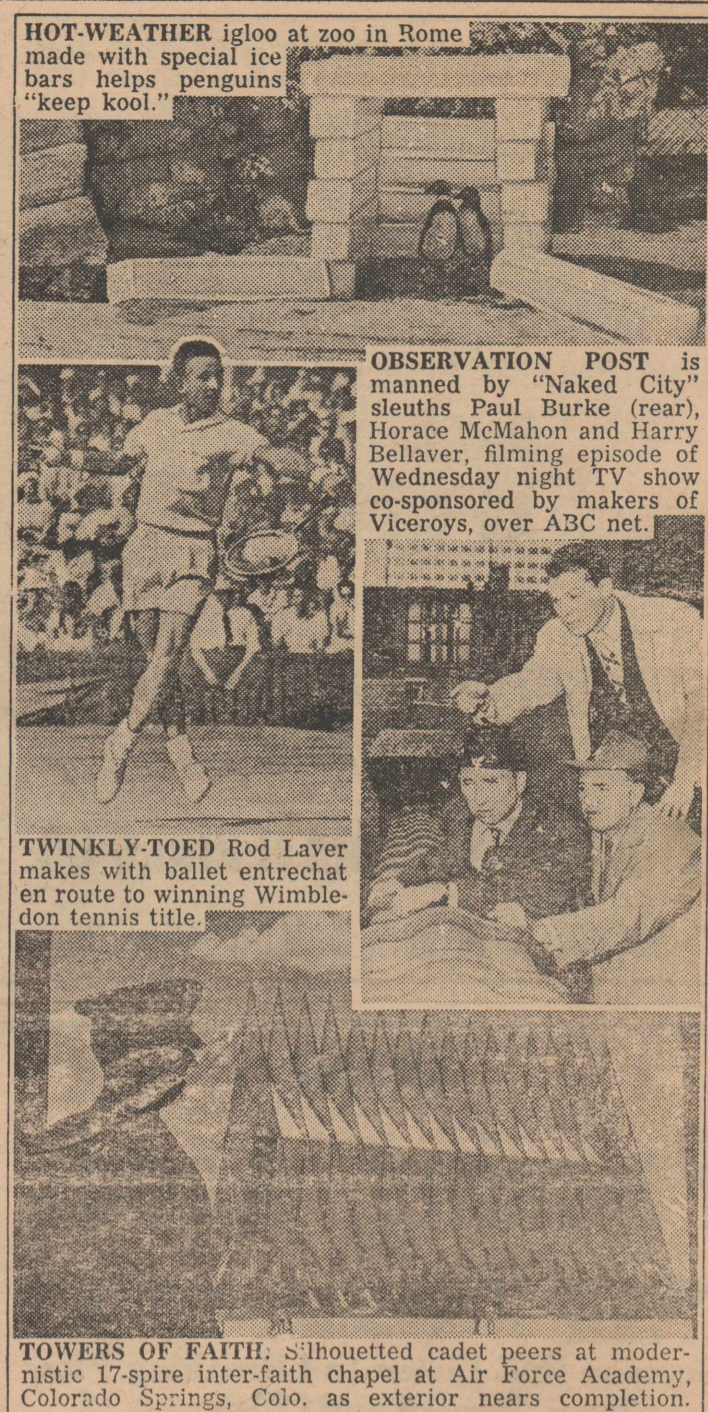 HOT-WEATHER igloo at zoo in Rome
made with special ice
bars helps penguins
"keep kool."
OBSERVATION POST is
manned by "Naked City"
sleuths Paul Burke (rear),
Horace McMahon and Harry
Bellaver, filming episode of
Wednesday night TV show
co-sponsored by makers of
Viceroys, over ABC net.
TWINKLY-TOED Rod Laver
makes with ballet entrechat
en route to winning Wimble-
don tennis title.
TOWERS OF FAITH. Silhouetted cadet peers at moder-
nistic 17-spire inter-faith chapel at Air Force Academy,
Colorado Springs, Colo. as exterior nears completion.